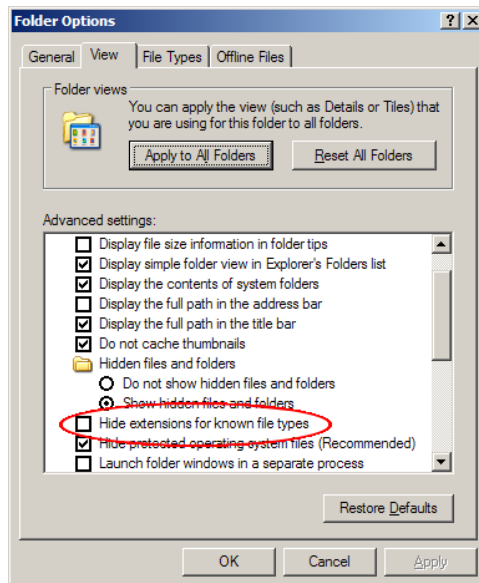 Folder Options
General View File Types Offline Files
Folder views
You can apply the view (such as Details or Tiles) that
you are using for this folder to all folders.
Apply to All Folders Reset All Folders
Advanced settings:
Display file size information in folder tips
Display simple folder view in Explorer's Folders list
Display the contents of system folders
Display the full path in the address bar
Display the full path in the title bar
Do not cache thumbnails
Hidden files and folders
Do not show hidden files and folders
Show hidden files and folders
Hide extensions for known file types
Hide protected operating system files (Recommended)
Launch folder windows in a separate process
Restore Defaults
OK Cancel Apply